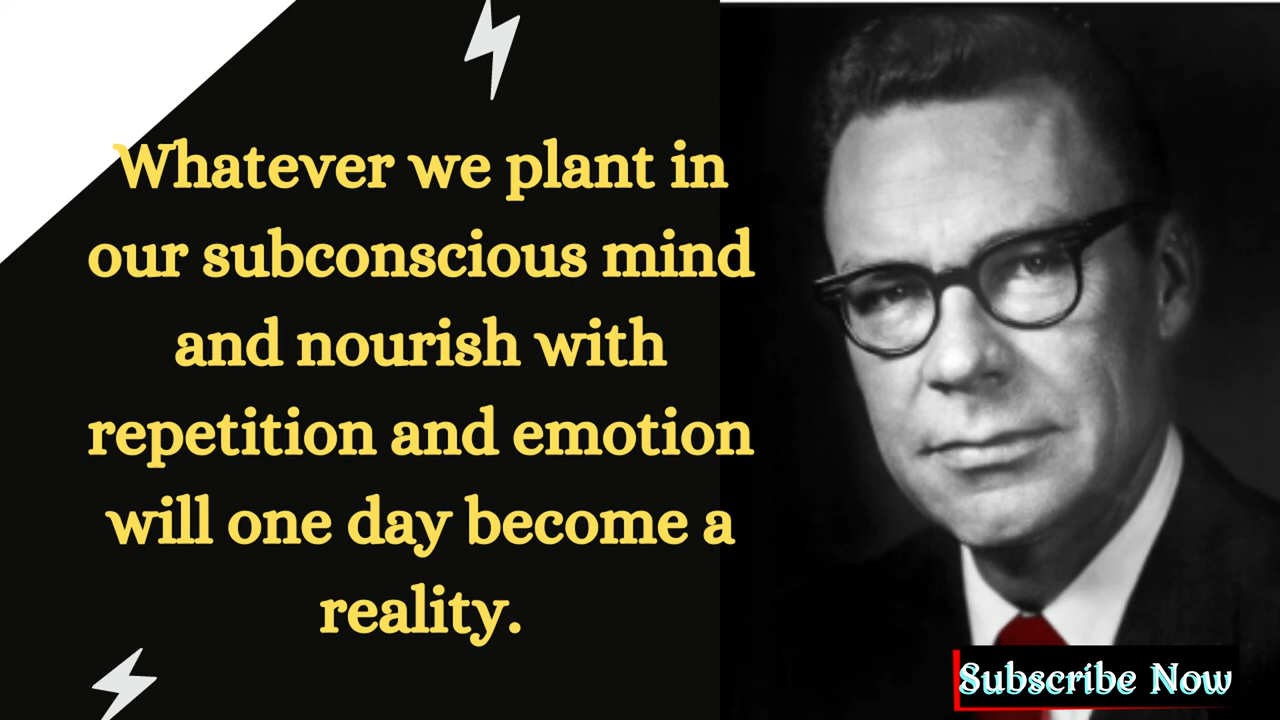 Whatever we plant in
our subconscious mind
and nourish with
repetition and emotion
will one day become a
reality.
Subscribe Now